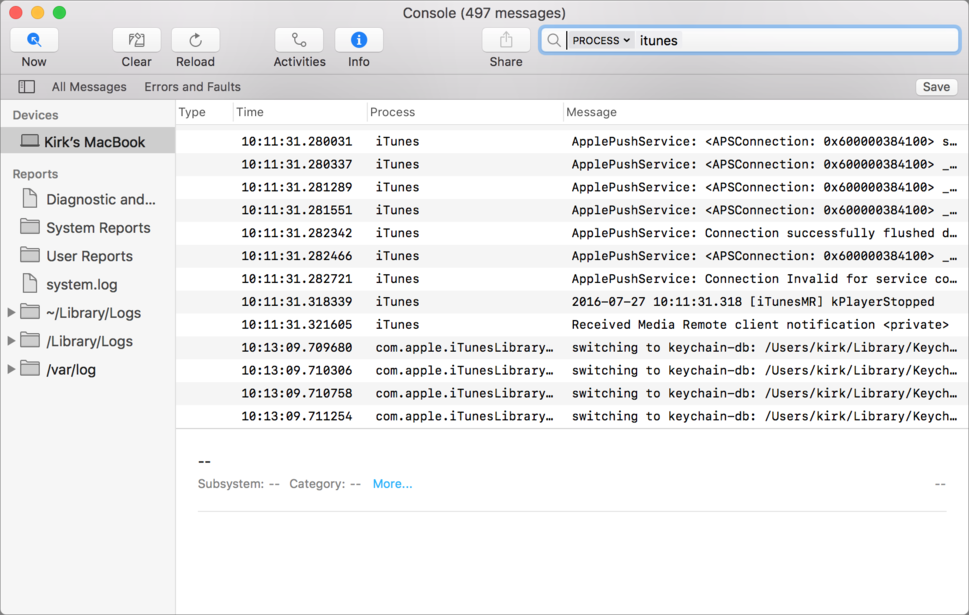 Console (497 messages)
Now Clear Reload Activities Info Share PROCESS itunes
All Messages Errors and Faults Save
Devices
Kirk's MacBook
Reports
Diagnostic and...
System Reports
User Reports
system.log
~/Library/Logs
/Library/Logs
/var/log
Type Time Process Message
10:11:31.280031 iTunes ApplePushService: <APSConnection: 0x600000384100> s...
10:11:31.280337 iTunes ApplePushService: <APSConnection: 0x600000384100> _...
10:11:31.281289 iTunes ApplePushService: <APSConnection: 0x600000384100> _...
10:11:31.281551 iTunes ApplePushService: <APSConnection: 0x600000384100> _...
10:11:31.282342 iTunes ApplePushService: Connection successfully flushed d...
10:11:31.282466 iTunes ApplePushService: <APSConnection: 0x600000384100> _...
10:11:31.282721 iTunes ApplePushService: Connection Invalid for service co...
10:11:31.318339 iTunes 2016-07-27 10:11:31.318 [iTunesMR] kPlayerStopped
10:11:31.321605 iTunes Received Media Remote client notification <private>
10:13:09.709680 com.apple.iTunesLibrary... switching to keychain-db: /Users/kirk/Library/Keych...
10:13:09.710306 com.apple.iTunesLibrary... switching to keychain-db: /Users/kirk/Library/Keych...
10:13:09.710758 com.apple.iTunesLibrary... switching to keychain-db: /Users/kirk/Library/Keych...
10:13:09.711254 com.apple.iTunesLibrary... switching to keychain-db: /Users/kirk/Library/Keych...
--
Subsystem: -- Category: -- More... --